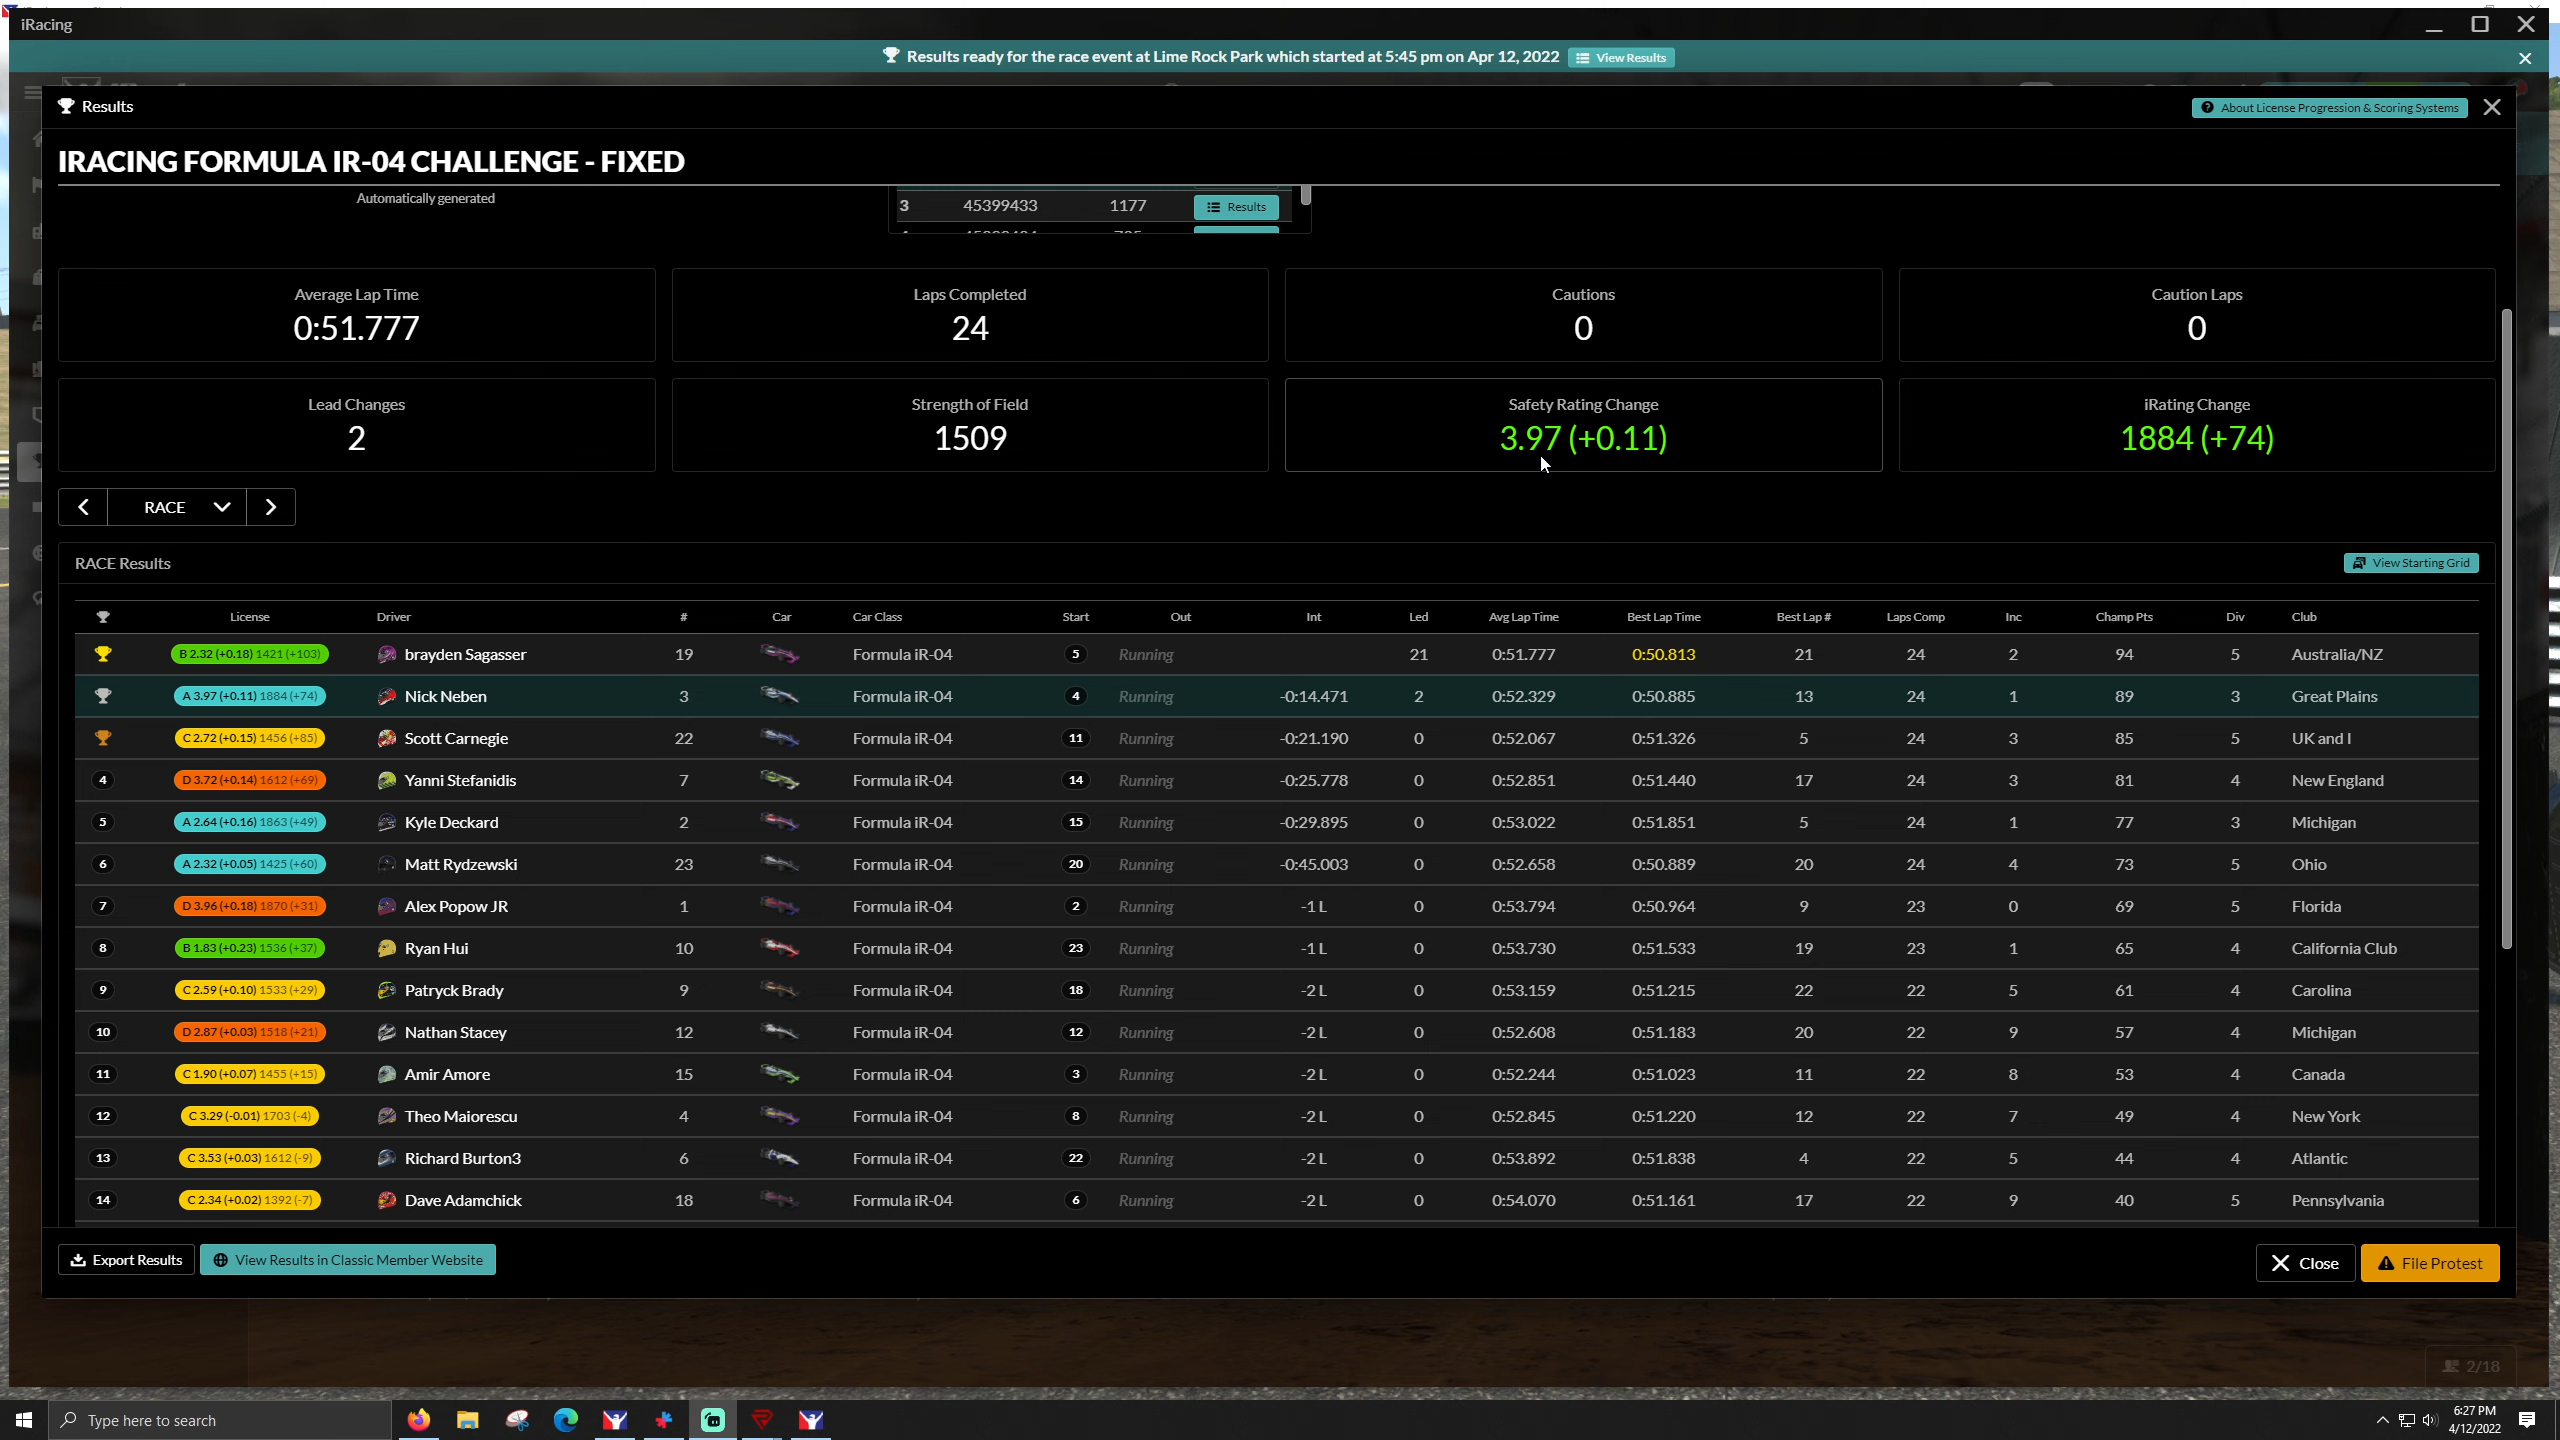 iRacing
Results ready for the race event at Lime Rock Park which started at 5:45 pm on Apr 12, 2022 View Results
Results About License Progression & Scoring Systems
IRACING FORMULA IR-04 CHALLENGE - FIXED
Automatically generated
3 45399433 1177 Results
Average Lap Time Laps Completed Cautions Caution Laps
0:51.777 24 0 0
Lead Changes Strength of Field Safety Rating Change iRating Change
2 1509 3.97 (+0.11) 1884 (+74)
RACE
RACE Results View Starting Grid
License Driver # Car Car Class Start Out Int Led Avg Lap Time Best Lap Time Best Lap # Laps Comp Inc Champ Pts Div Club
B 2.32 (+0.18) 1421 (+103) brayden Sagasser 19 Formula iR-04 5 Running 21 0:51.777 0:50.813 21 24 2 94 5 Australia/NZ
A 3.97 (+0.11) 1884 (+74) Nick Neben 3 Formula iR-04 4 Running -0:14.471 2 0:52.329 0:50.885 13 24 1 89 3 Great Plains
C 2.72 (+0.15) 1456 (+85) Scott Carnegie 22 Formula iR-04 11 Running -0:21.190 0 0:52.067 0:51.326 5 24 3 85 5 UK and I
4 D 3.72 (+0.14) 1612 (+69) Yanni Stefanidis 7 Formula iR-04 14 Running -0:25.778 0 0:52.851 0:51.440 17 24 3 81 4 New England
5 A 2.64 (+0.16) 1863 (+49) Kyle Deckard 2 Formula iR-04 15 Running -0:29.895 0 0:53.022 0:51.851 5 24 1 77 3 Michigan
6 A 2.32 (+0.05) 1425 (+60) Matt Rydzewski 23 Formula iR-04 20 Running -0:45.003 0 0:52.658 0:50.889 20 24 4 73 5 Ohio
7 D 3.96 (+0.18) 1870 (+31) Alex Popow JR 1 Formula iR-04 2 Running -1 L 0 0:53.794 0:50.964 9 23 0 69 5 Florida
8 B 1.83 (+0.23) 1536 (+37) Ryan Hui 10 Formula iR-04 23 Running -1 L 0 0:53.730 0:51.533 19 23 1 65 4 California Club
9 C 2.59 (+0.10) 1533 (+29) Patryck Brady 9 Formula iR-04 18 Running -2 L 0 0:53.159 0:51.215 22 22 5 61 4 Carolina
10 D 2.87 (+0.03) 1518 (+21) Nathan Stacey 12 Formula iR-04 12 Running -2 L 0 0:52.608 0:51.183 20 22 9 57 4 Michigan
11 C 1.90 (+0.07) 1455 (+15) Amir Amore 15 Formula iR-04 3 Running -2 L 0 0:52.244 0:51.023 11 22 8 53 4 Canada
12 C 3.29 (-0.01) 1703 (-4) Theo Maiorescu 4 Formula iR-04 8 Running -2 L 0 0:52.845 0:51.220 12 22 7 49 4 New York
13 C 3.53 (+0.03) 1612 (-9) Richard Burton3 6 Formula iR-04 22 Running -2 L 0 0:53.892 0:51.838 4 22 5 44 4 Atlantic
14 C 2.34 (+0.02) 1392 (-7) Dave Adamchick 18 Formula iR-04 6 Running -2 L 0 0:54.070 0:51.161 17 22 9 40 5 Pennsylvania
Export Results View Results in Classic Member Website Close File Protest
2/18
Type here to search 6:27 PM
4/12/2022